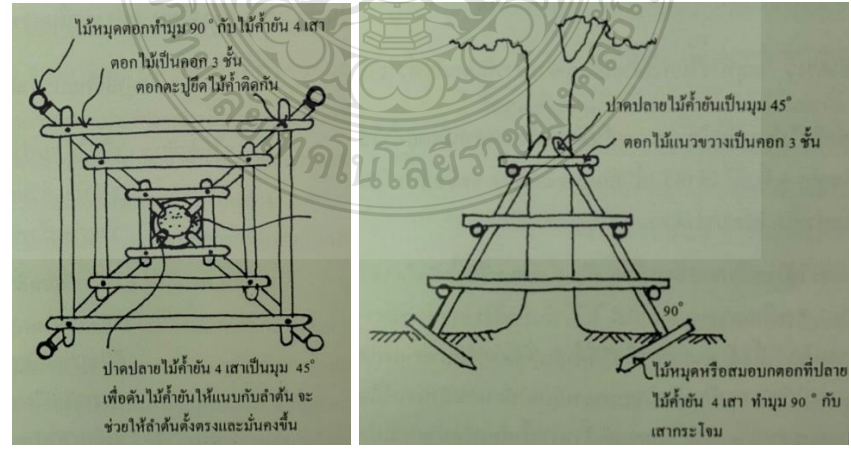 ไม้หมุดตอกทำมุม 90 ° กับไม้ค้ำยัน 4 เสา
ตอกไม้เป็นคอก 3 ชั้น
ตอกตะปูยึดไม้ค้ำติดกัน
ปาดปลายไม้ค้ำยัน 4 เสาเป็นมุม 45°
เพื่อดันไม้ค้ำยันให้แนบกับลำต้น จะ
ช่วยให้ลำต้นตั้งตรงและมั่นคงขึ้น
ปาดปลายไม้ค้ำยันเป็นมุม 45°
ตอกไม้แนวขวางเป็นคอก 3 ชั้น
90°
ไม้หมุดหรือสมอบกตอกที่ปลาย
ไม้ค้ำยัน 4 เสา ทำมุม 90 ° กับ
เสากระโจม